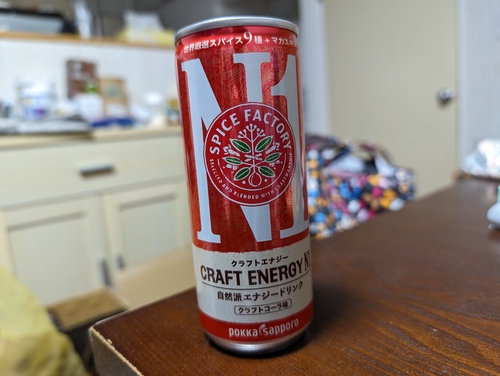 世界厳選スパイス9種+マカエキ
N1
SPICE FACTORY
SELECTED AND BLENDED WITH
クラフトエナジー
CRAFT ENERGY N
自然派エナジードリンク
クラフトコーラ味
pokka sapporo